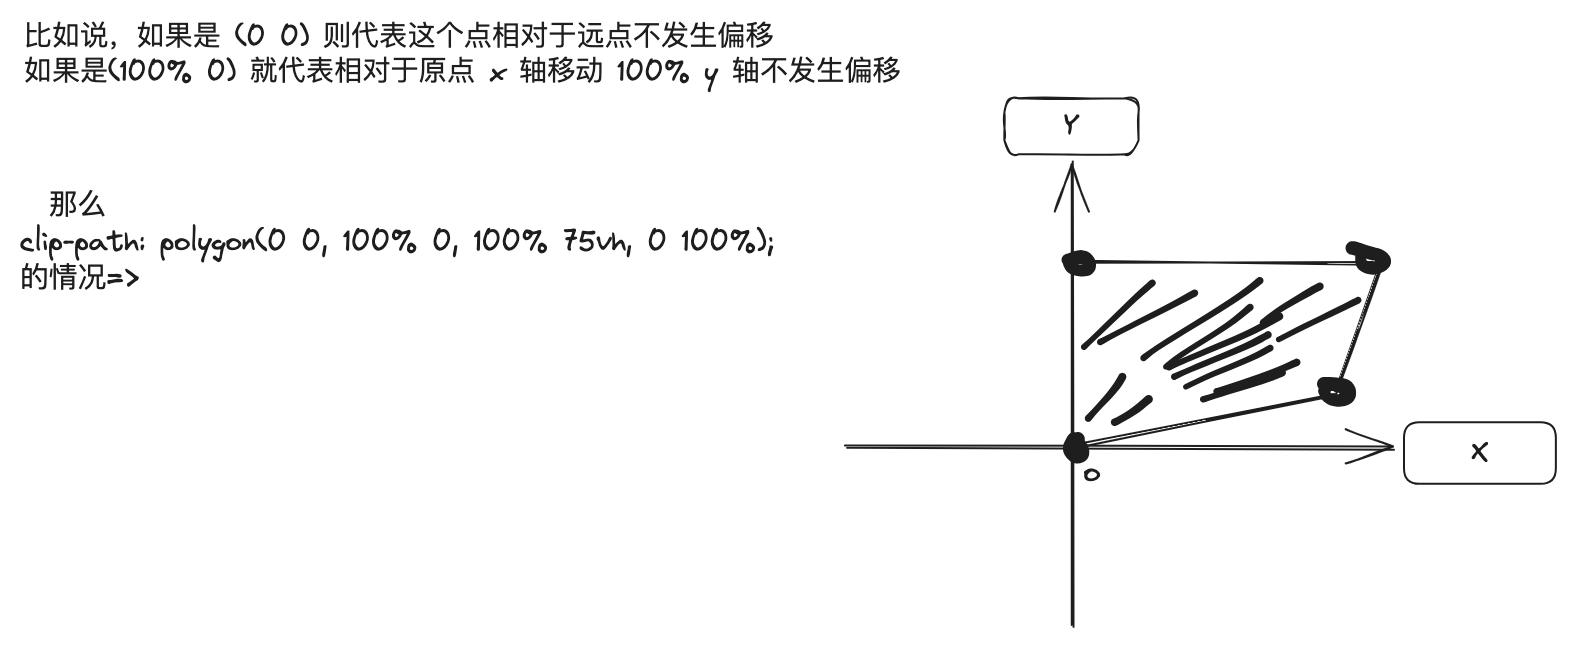 比如说，如果是 (0 0) 则代表这个点相对于远点不发生偏移
如果是(100% 0) 就代表相对于原点 x 轴移动 100% y 轴不发生偏移
那么
clip-path: polygon(0 0, 100% 0, 100% 75vh, 0 100%);
的情况=>
Y
X
0